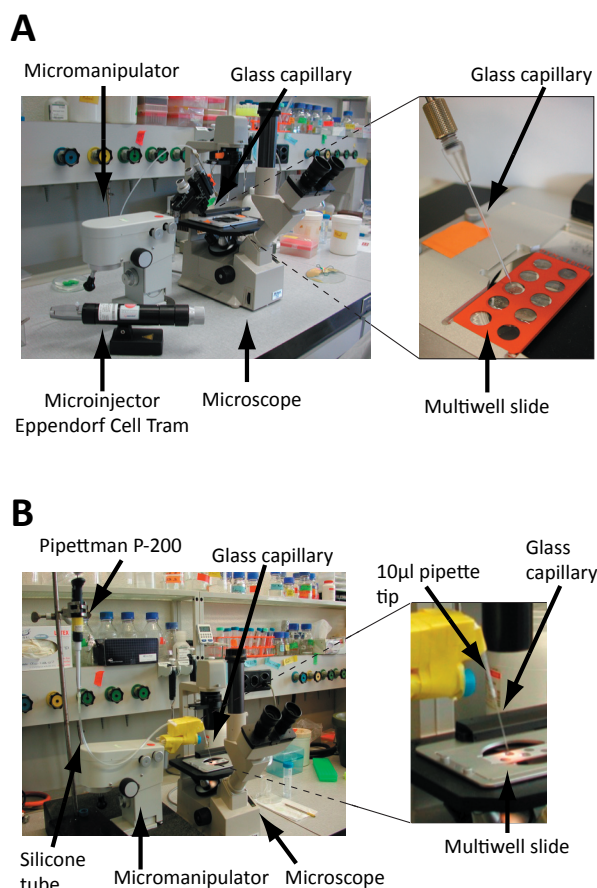 A
Micromanipulator
Glass capillary
Glass capillary
Microinjector
Eppendorf Cell Tram
Microscope
Multiwell slide
B
Pipettman P-200
Glass capillary
10µl pipette
tip
Glass
capillary
Silicone
tube
Micromanipulator
Microscope
Multiwell slide